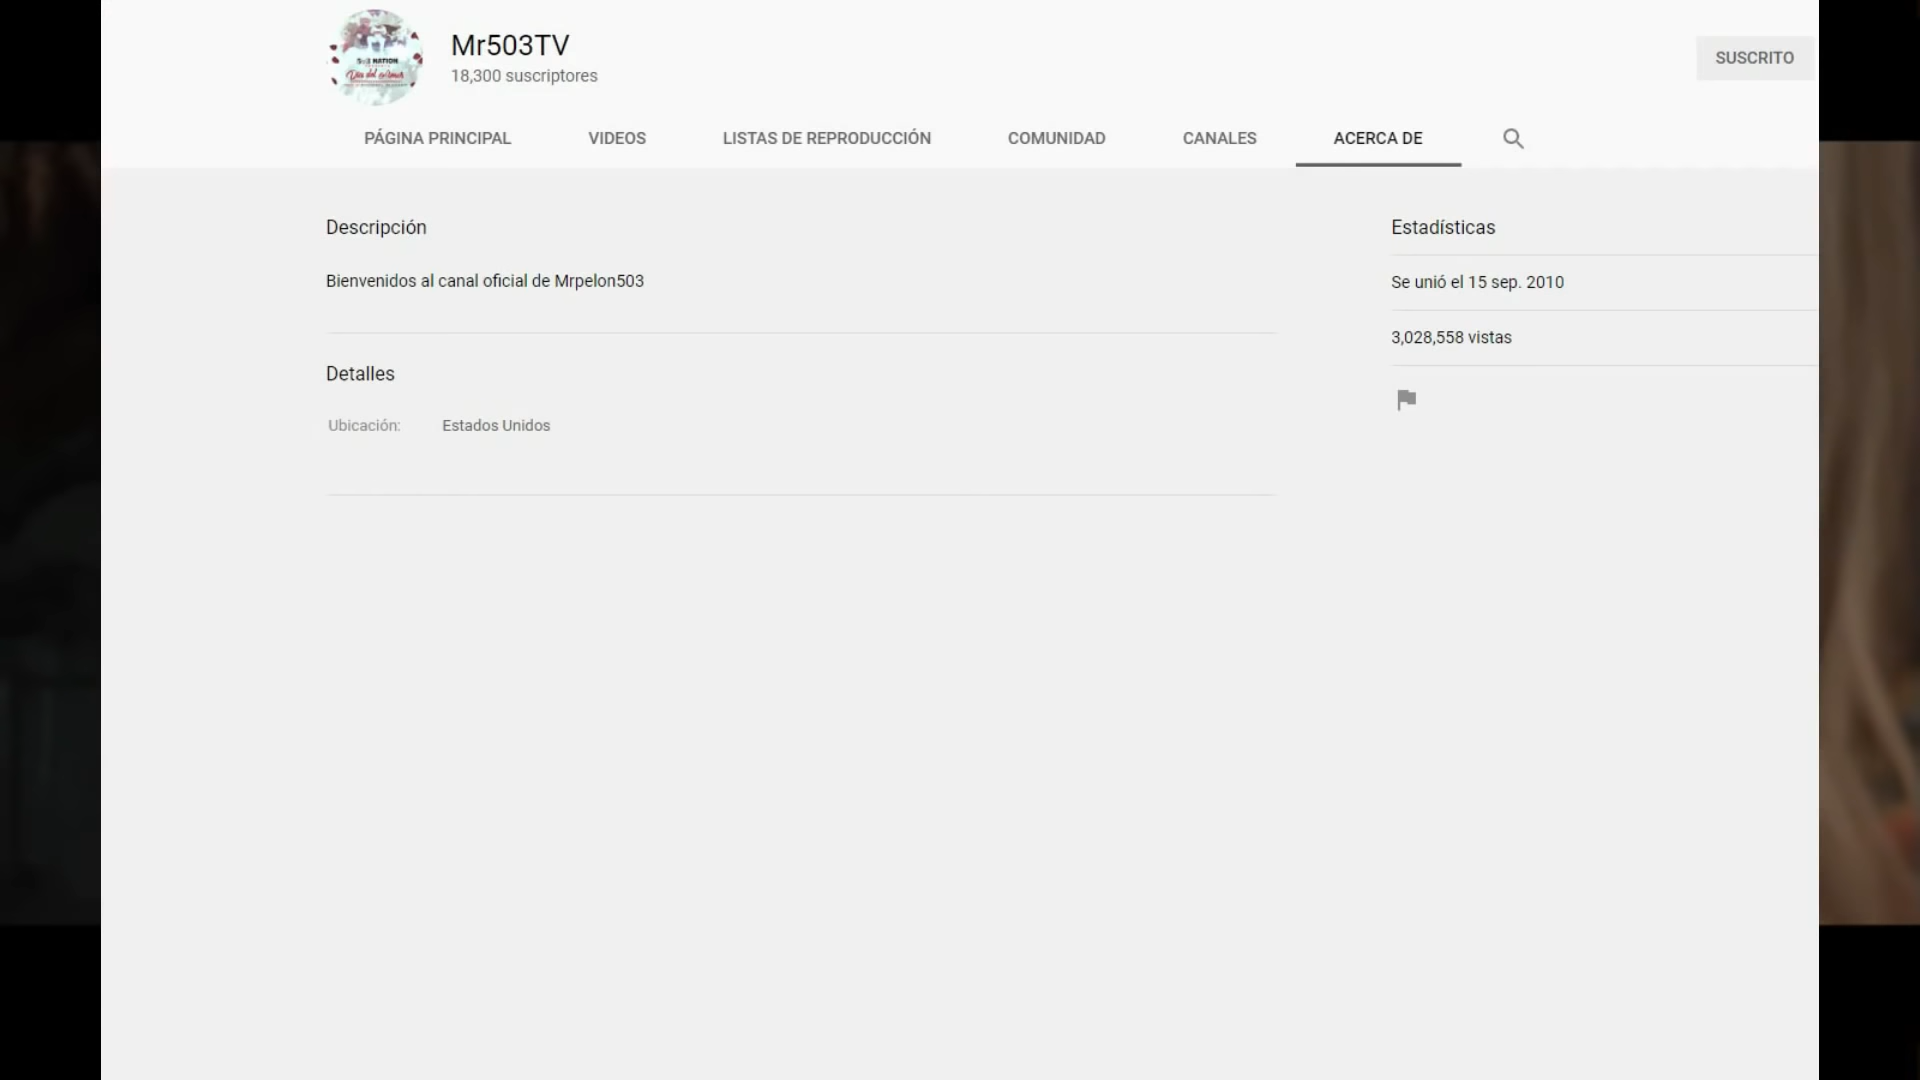 Mr503TV
18,300 suscriptores
SUSCRITO
PÁGINA PRINCIPAL
VIDEOS
LISTAS DE REPRODUCCIÓN
COMUNIDAD
CANALES
ACERCA DE
Descripción
Bienvenidos al canal oficial de Mrpelon503
Detalles
Ubicación: Estados Unidos
Estadísticas
Se unió el 15 sep. 2010
3,028,558 vistas